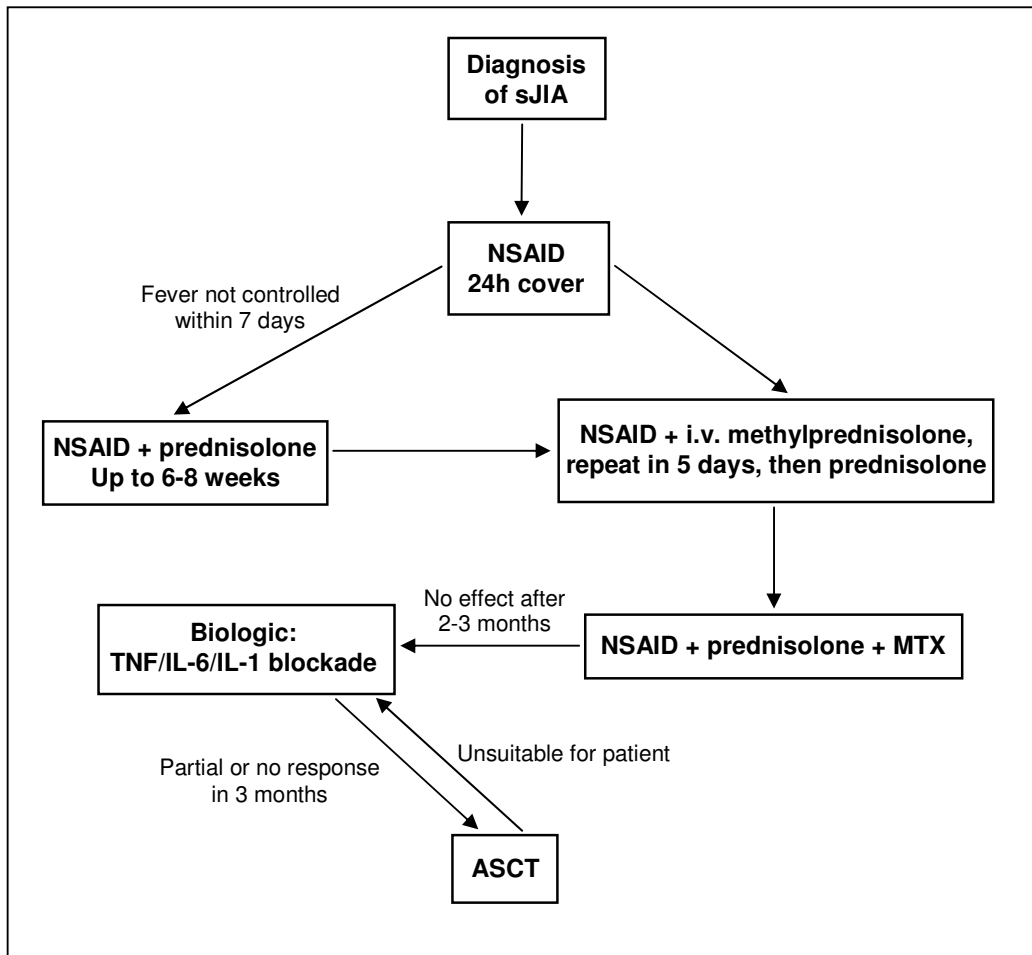 Diagnosis
of sJIA
NSAID
24h cover
Fever not controlled
within 7 days
NSAID + prednisolone
Up to 6-8 weeks
NSAID + i.v. methylprednisolone,
repeat in 5 days, then prednisolone
No effect after
2-3 months
Biologic:
TNF/IL-6/IL-1 blockade
NSAID + prednisolone + MTX
Partial or no response
in 3 months
Unsuitable for patient
ASCT